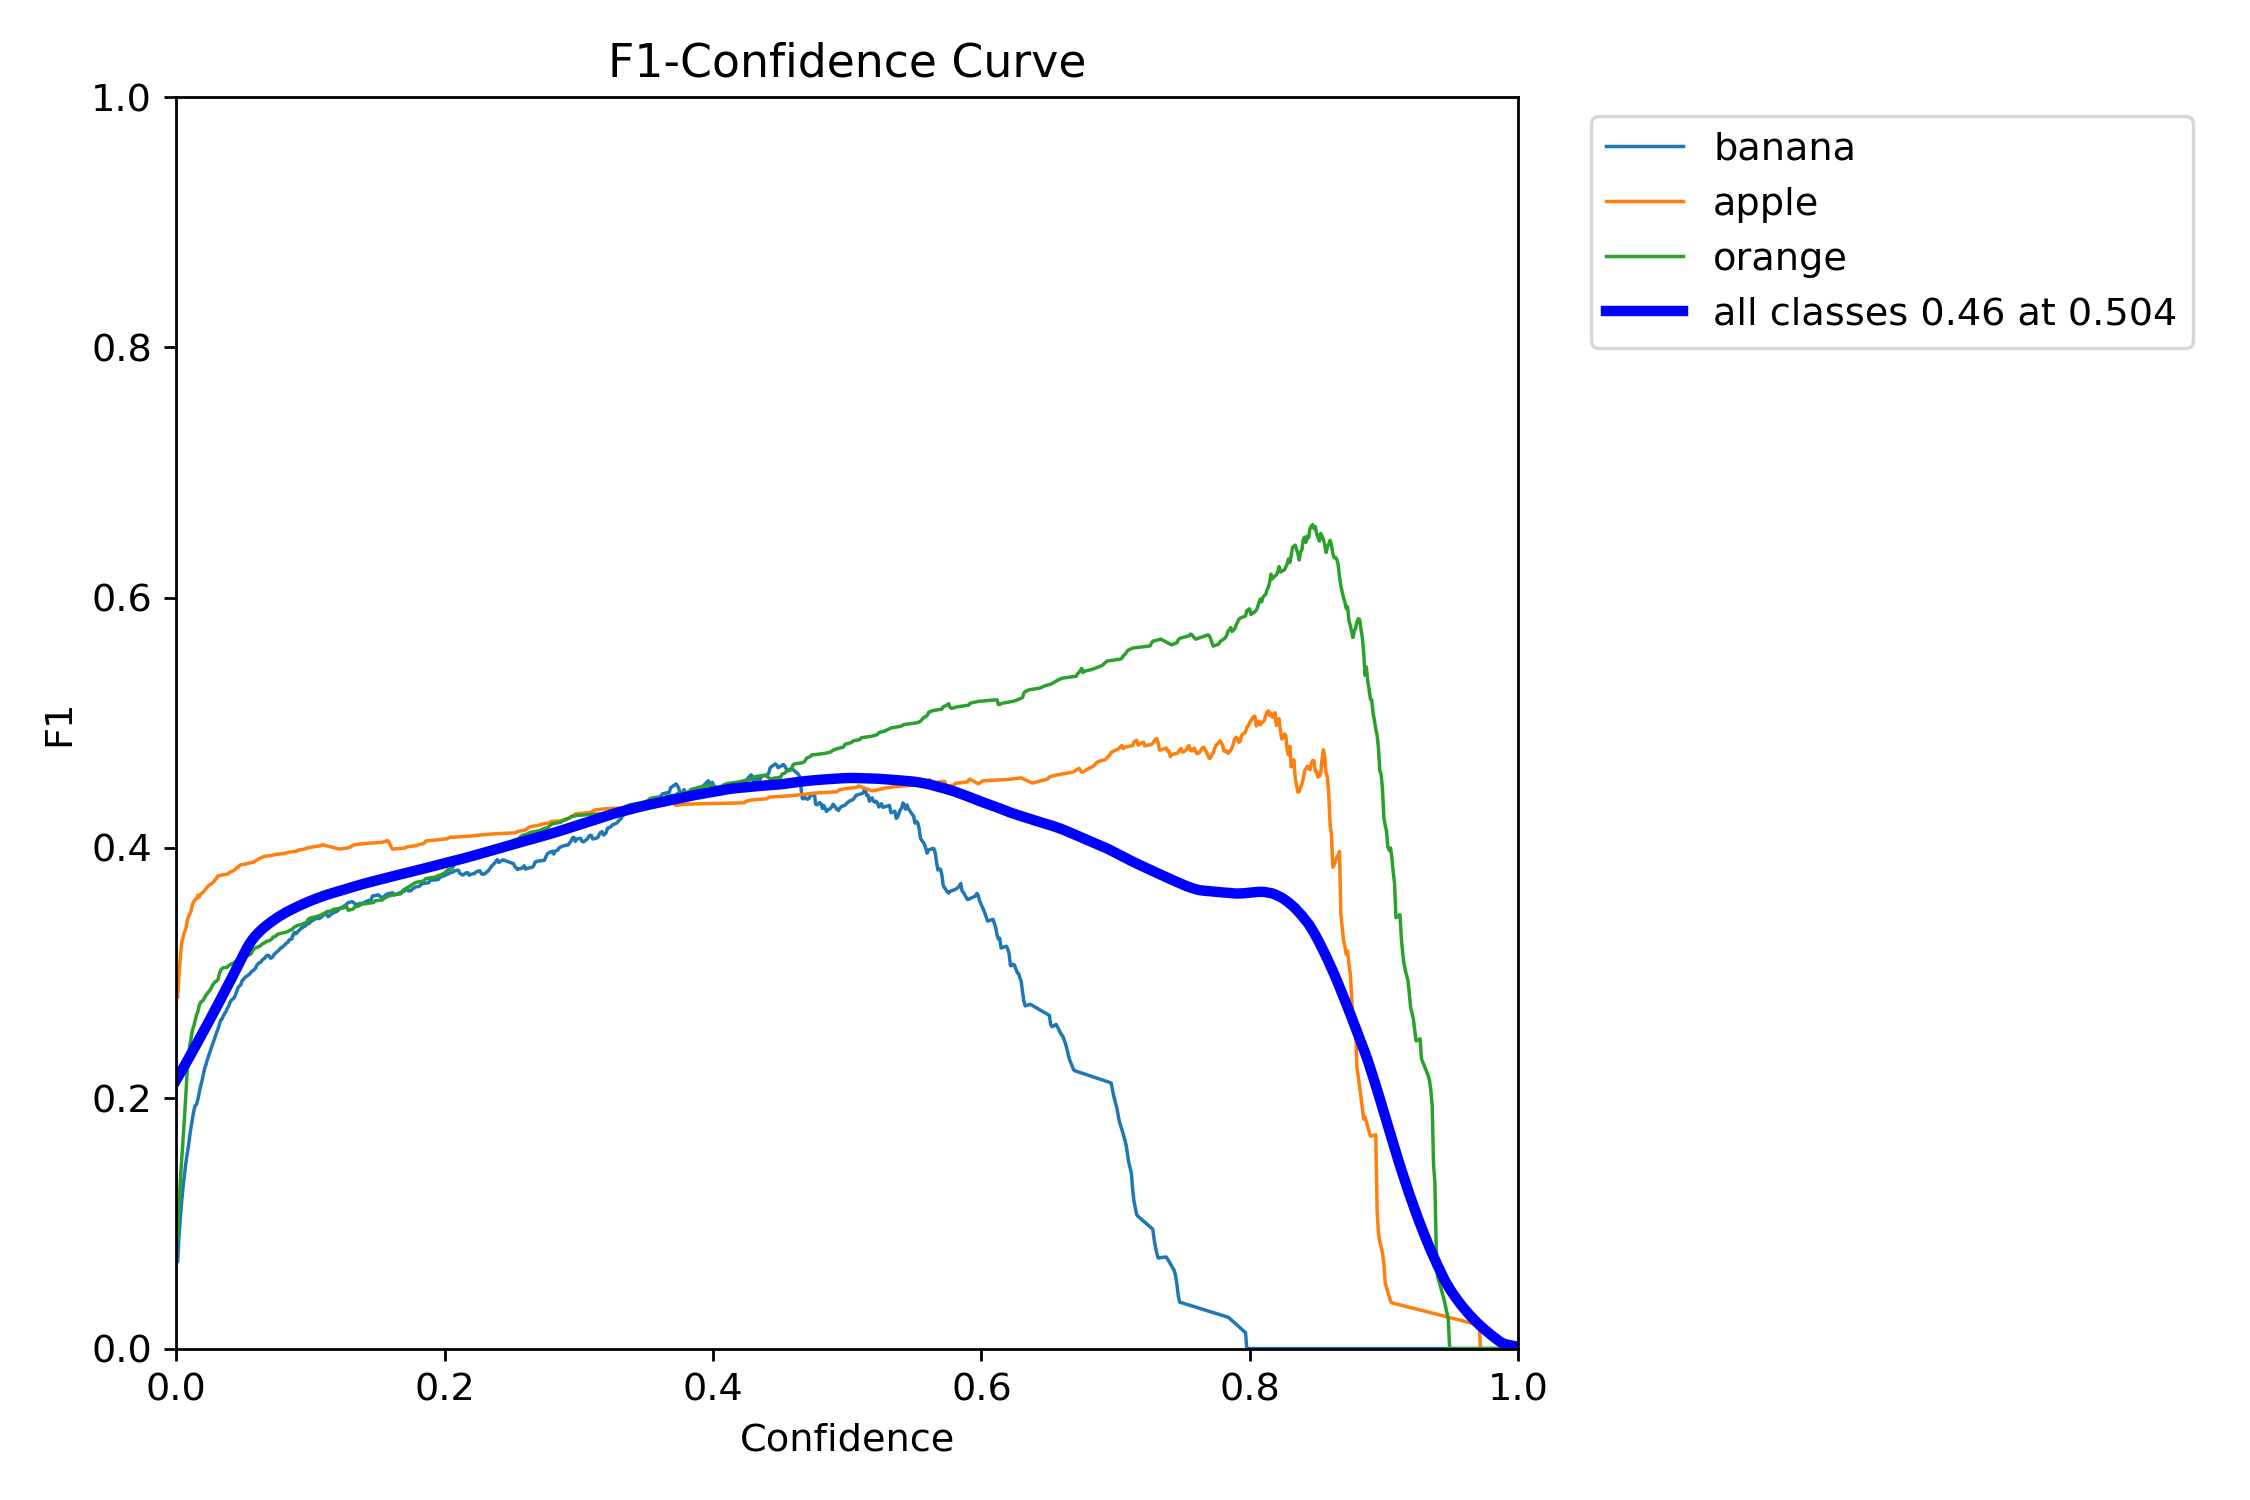 F1-Confidence Curve
1.0
0.8
0.6
0.4
0.2
0.0
F1
0.0 0.2 0.4 0.6 0.8 1.0
Confidence
banana
apple
orange
all classes 0.46 at 0.504